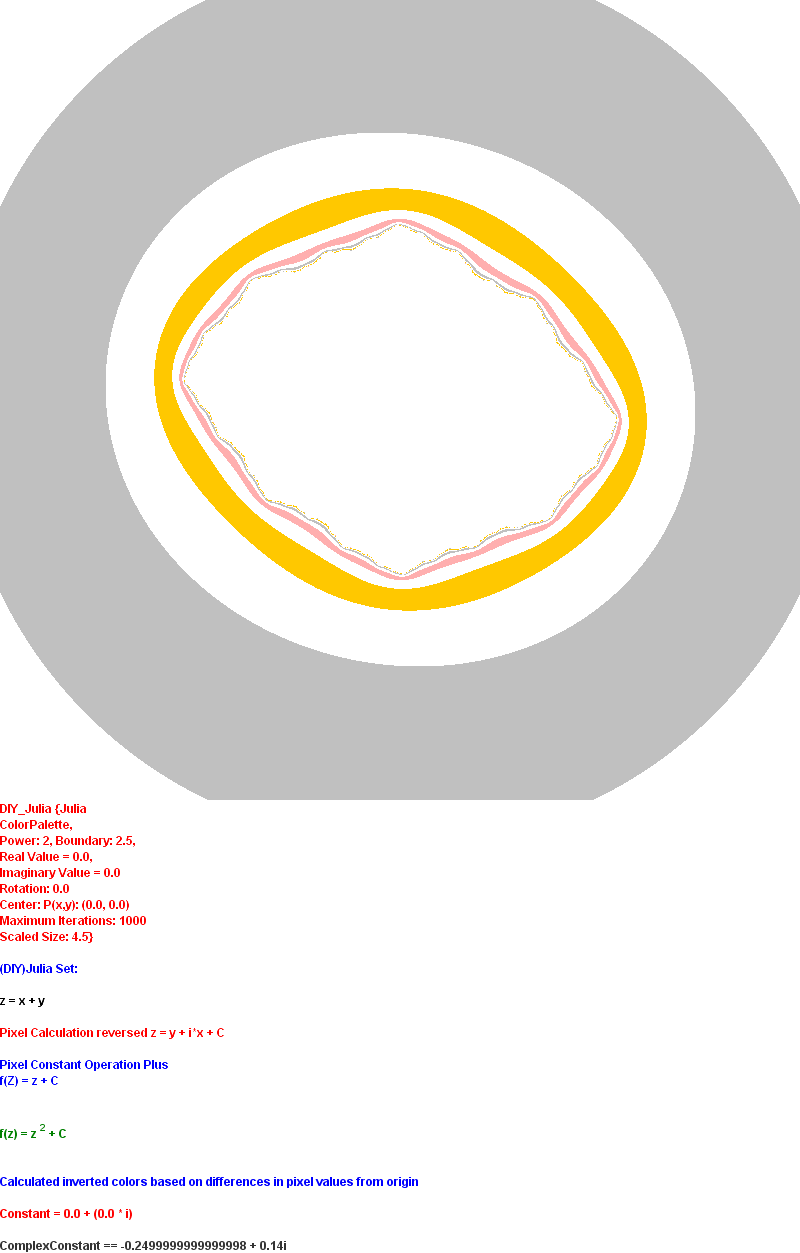 DIY_Julia {Julia
ColorPalette,
Power: 2, Boundary: 2.5,
Real Value = 0.0,
Imaginary Value = 0.0
Rotation: 0.0
Center: P(x,y): (0.0, 0.0)
Maximum Iterations: 1000
Scaled Size: 4.5}
(DIY)Julia Set:
z = x + y
Pixel Calculation reversed z = y + i*x + C
Pixel Constant Operation Plus
f(Z) = z + C
f(z) = z ² + C
Calculated inverted colors based on differences in pixel values from origin
Constant = 0.0 + (0.0 * i)
ComplexConstant == -0.2499999999999998 + 0.14i